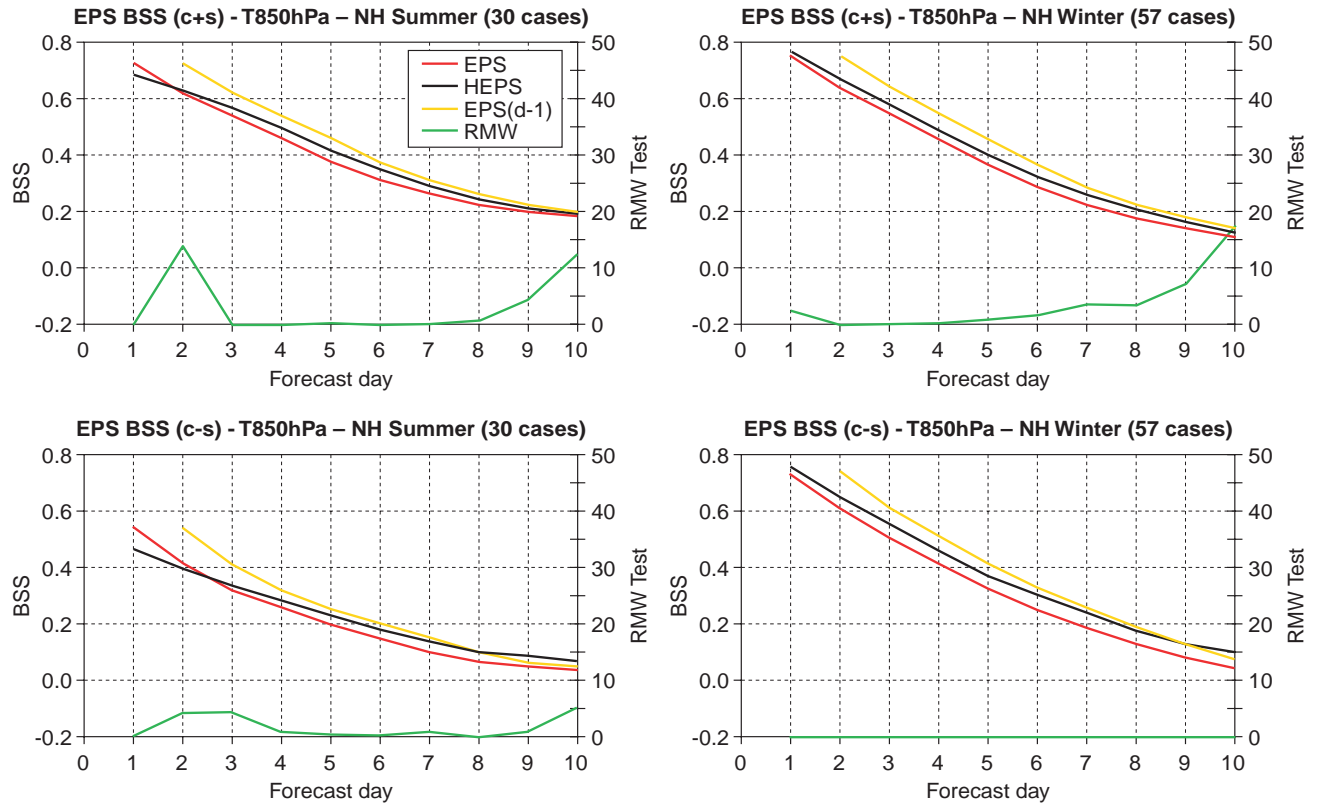 EPS BSS (c+s) - T850hPa – NH Summer (30 cases)
0.8
0.6
0.4
0.2
0.0
-0.2
BSS
50
40
30
20
10
0
RMW Test
EPS
HEPS
EPS(d-1)
RMW
0 1 2 3 4 5 6 7 8 9 10
Forecast day
EPS BSS (c+s) - T850hPa – NH Winter (57 cases)
0.8
0.6
0.4
0.2
0.0
-0.2
BSS
50
40
30
20
10
0
RMW Test
0 1 2 3 4 5 6 7 8 9 10
Forecast day
EPS BSS (c-s) - T850hPa – NH Summer (30 cases)
0.8
0.6
0.4
0.2
0.0
-0.2
BSS
50
40
30
20
10
0
RMW Test
0 1 2 3 4 5 6 7 8 9 10
Forecast day
EPS BSS (c-s) - T850hPa – NH Winter (57 cases)
0.8
0.6
0.4
0.2
0.0
-0.2
BSS
50
40
30
20
10
0
RMW Test
0 1 2 3 4 5 6 7 8 9 10
Forecast day